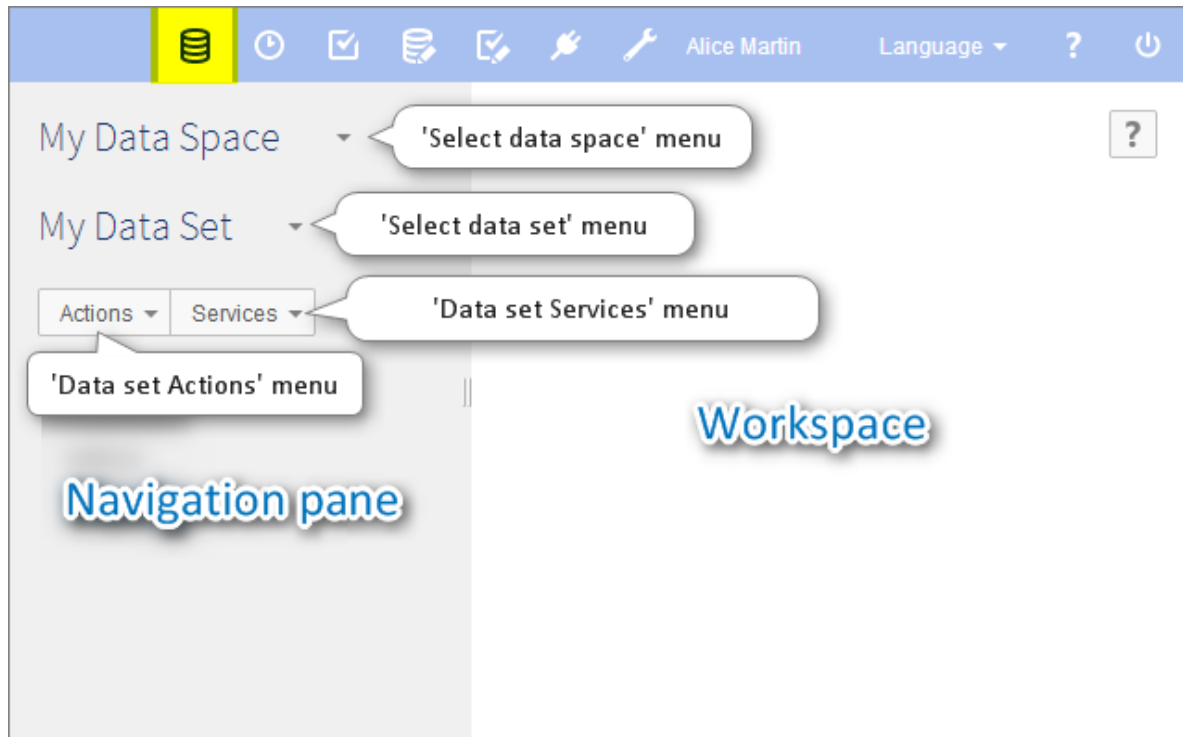 Alice Martin Language ?
My Data Space 'Select data space' menu ?
My Data Set 'Select data set' menu
Actions Services 'Data set Services' menu
'Data set Actions' menu
Workspace
Navigation pane